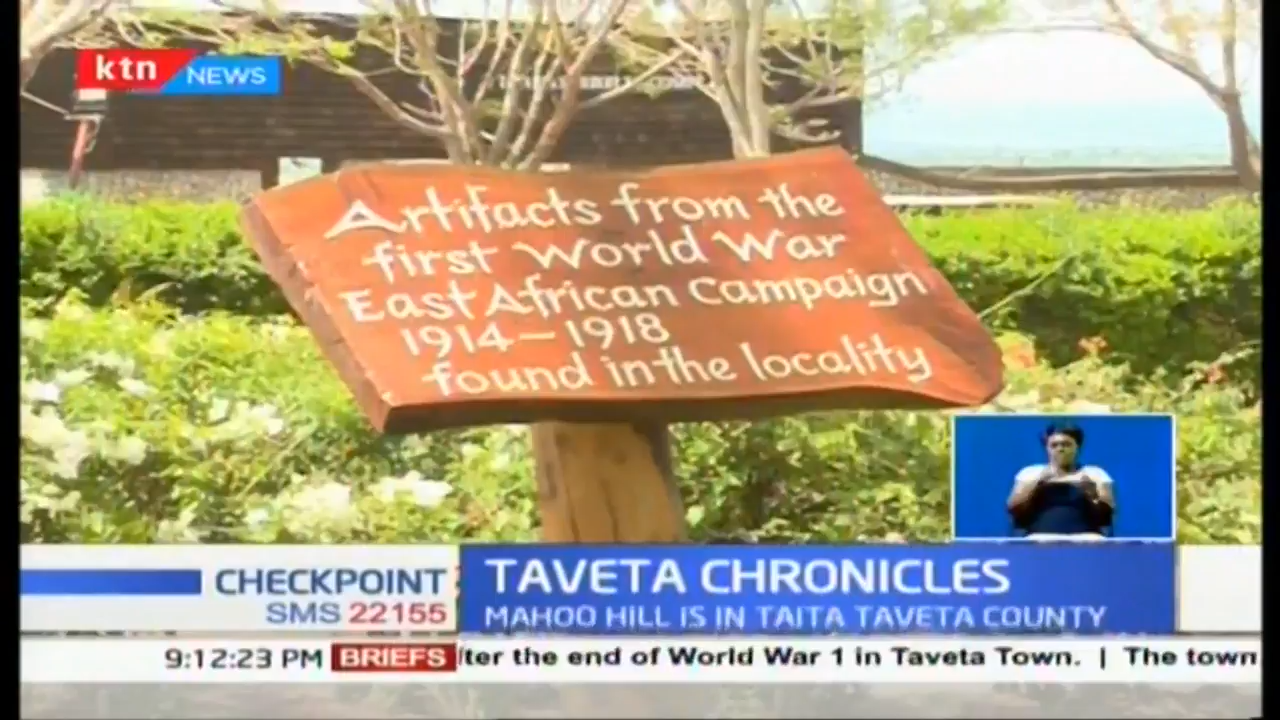 ktn NEWS
Artifacts from the
first World War
East African Campaign
1914-1918
found in the locality
CHECKPOINT
SMS 22155
TAVETA CHRONICLES
MAHOO HILL IS IN TAITA TAVETA COUNTY
9:12:23 PM BRIEFS fter the end of World War 1 in Taveta Town. | The town